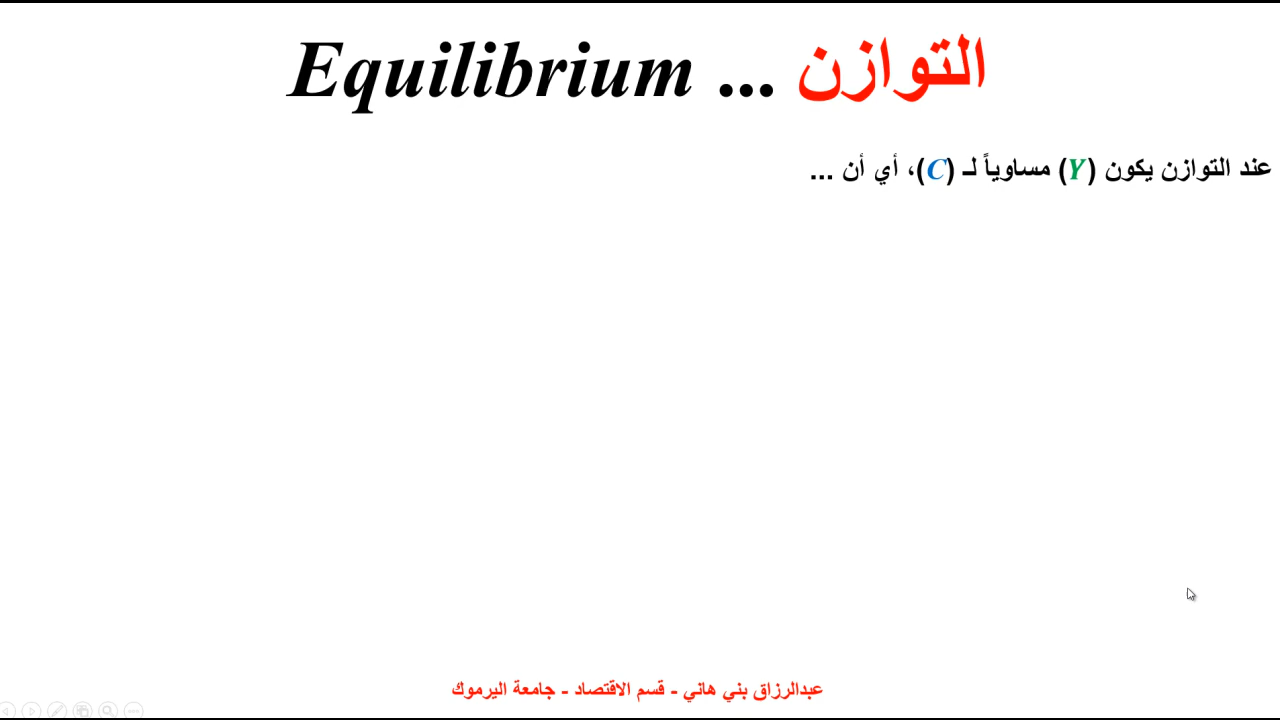 التوازن ... Equilibrium
عند التوازن يكون (Y) مساوياً لـ (C)، أي أن ...
عبدالرزاق بني هاني - قسم الاقتصاد - جامعة اليرموك